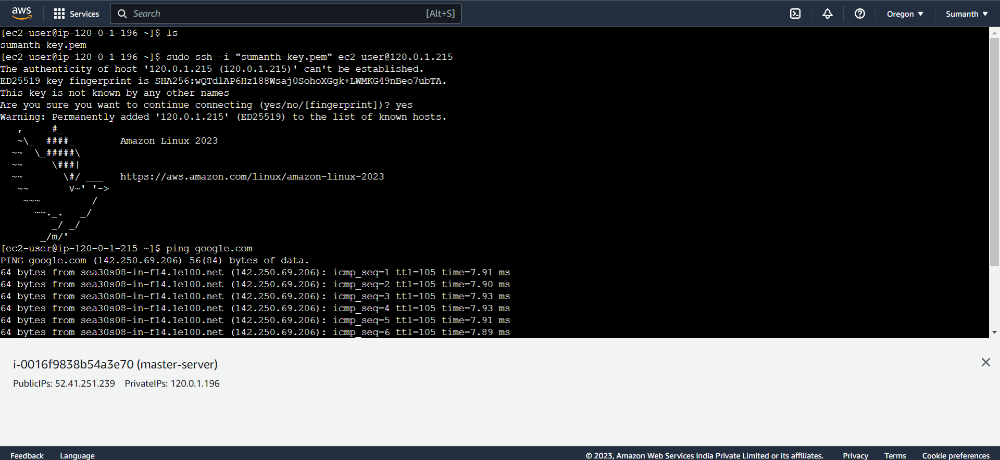 aws Services Search [Alt+S] Oregon ▼ Sumanth ▼
[ec2-user@ip-120-0-1-196 ~]$ ls
sumanth-key.pem
[ec2-user@ip-120-0-1-196 ~]$ sudo ssh -i "sumanth-key.pem" ec2-user@120.0.1.215
The authenticity of host '120.0.1.215 (120.0.1.215)' can't be established.
ED25519 key fingerprint is SHA256:wQTdlAP6Hz188Wsaj0SohoXGgk+LWMKG49nBeo7ubTA.
This key is not known by any other names
Are you sure you want to continue connecting (yes/no/[fingerprint])? yes
Warning: Permanently added '120.0.1.215' (ED25519) to the list of known hosts.
   ,     #_
   ~\_  ####_        Amazon Linux 2023
  ~~  \_#####\
  ~~     \###|
  ~~       \#/ ___   https://aws.amazon.com/linux/amazon-linux-2023
   ~~       V~' '->
    ~~~         /
      ~~._.   _/
         _/ _/
       _/m/'
[ec2-user@ip-120-0-1-215 ~]$ ping google.com
PING google.com (142.250.69.206) 56(84) bytes of data.
64 bytes from sea30s08-in-f14.1e100.net (142.250.69.206): icmp_seq=1 ttl=105 time=7.91 ms
64 bytes from sea30s08-in-f14.1e100.net (142.250.69.206): icmp_seq=2 ttl=105 time=7.90 ms
64 bytes from sea30s08-in-f14.1e100.net (142.250.69.206): icmp_seq=3 ttl=105 time=7.93 ms
64 bytes from sea30s08-in-f14.1e100.net (142.250.69.206): icmp_seq=4 ttl=105 time=7.93 ms
64 bytes from sea30s08-in-f14.1e100.net (142.250.69.206): icmp_seq=5 ttl=105 time=7.91 ms
64 bytes from sea30s08-in-f14.1e100.net (142.250.69.206): icmp_seq=6 ttl=105 time=7.89 ms
i-0016f9838b54a3e70 (master-server)
PublicIPs: 52.41.251.239 PrivateIPs: 120.0.1.196
Feedback Language © 2023, Amazon Web Services India Private Limited or its affiliates. Privacy Terms Cookie preferences